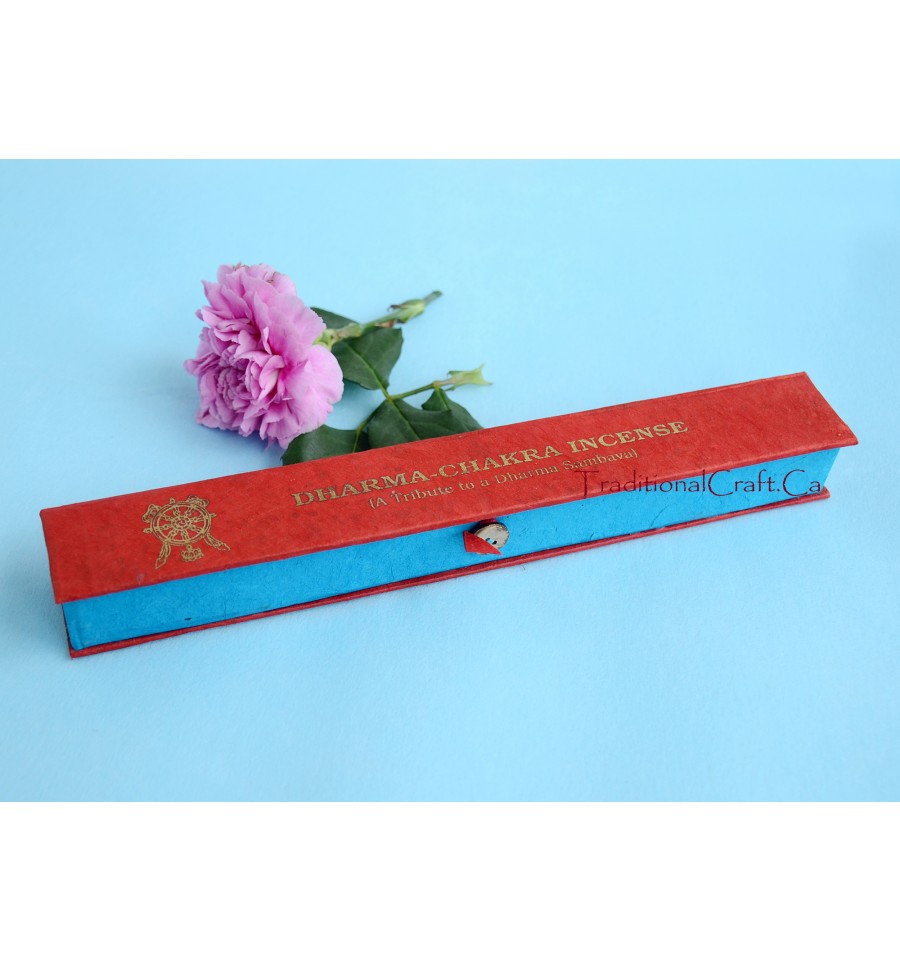 DHARMA-CHAKRA INCENSE
(A Tribute to a Dharma Sambava)
TraditionalCraft.Ca